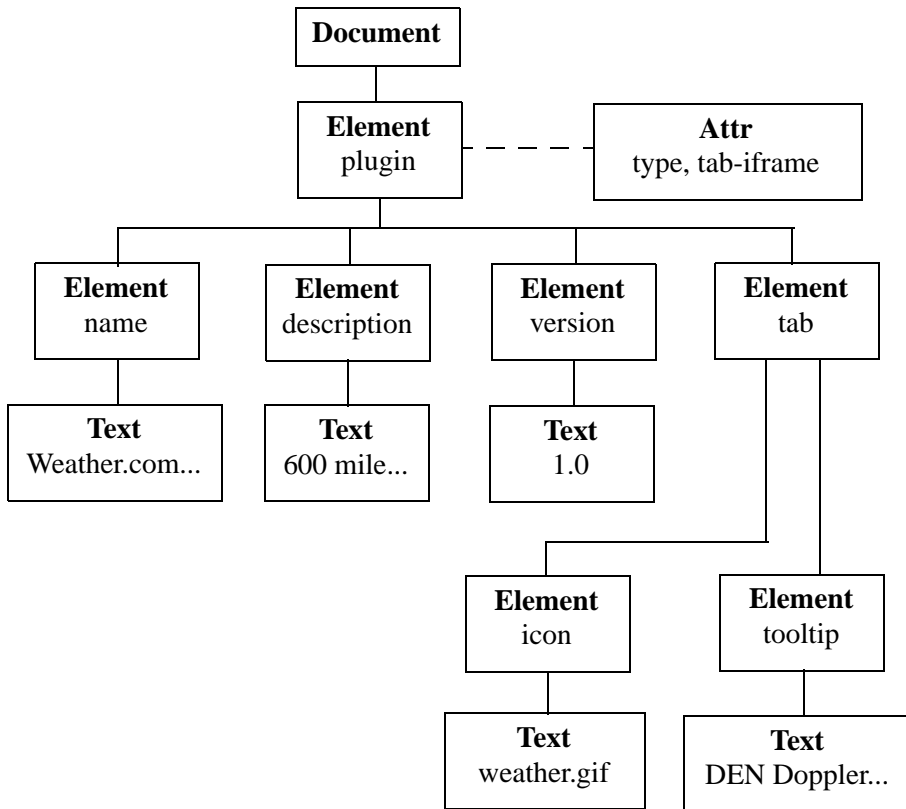 Document
Element
plugin
Attr
type, tab-iframe
Element
name
Element
description
Element
version
Element
tab
Text
Weather.com...
Text
600 mile...
Text
1.0
Element
icon
Element
tooltip
Text
weather.gif
Text
DEN Doppler...